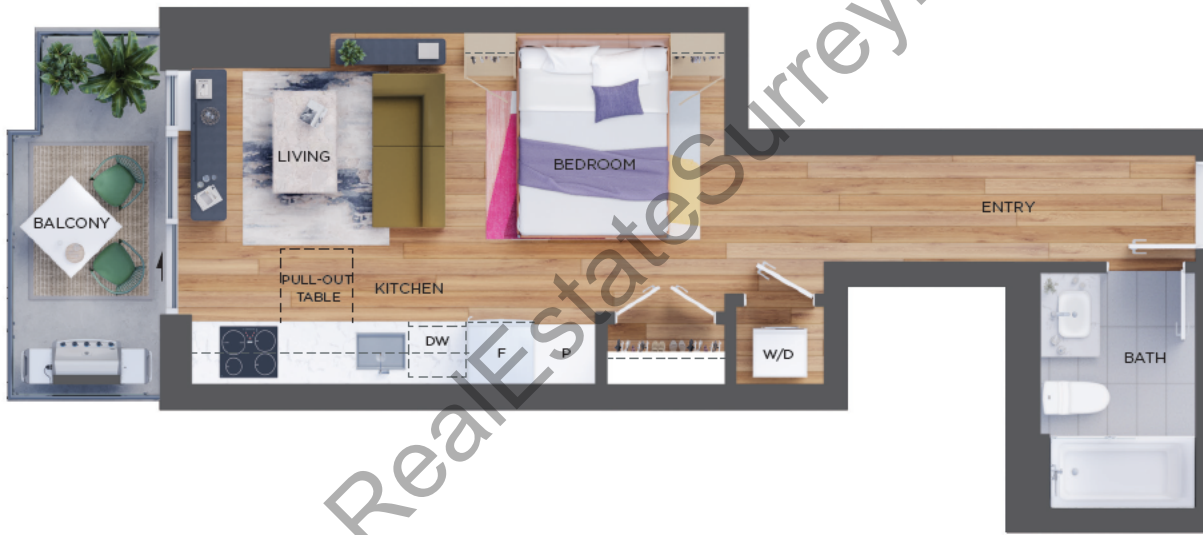 RealEstateSurrey
LIVING
BEDROOM
BALCONY
ENTRY
PULL-OUT
TABLE
KITCHEN
DW
F
P
W/D
BATH